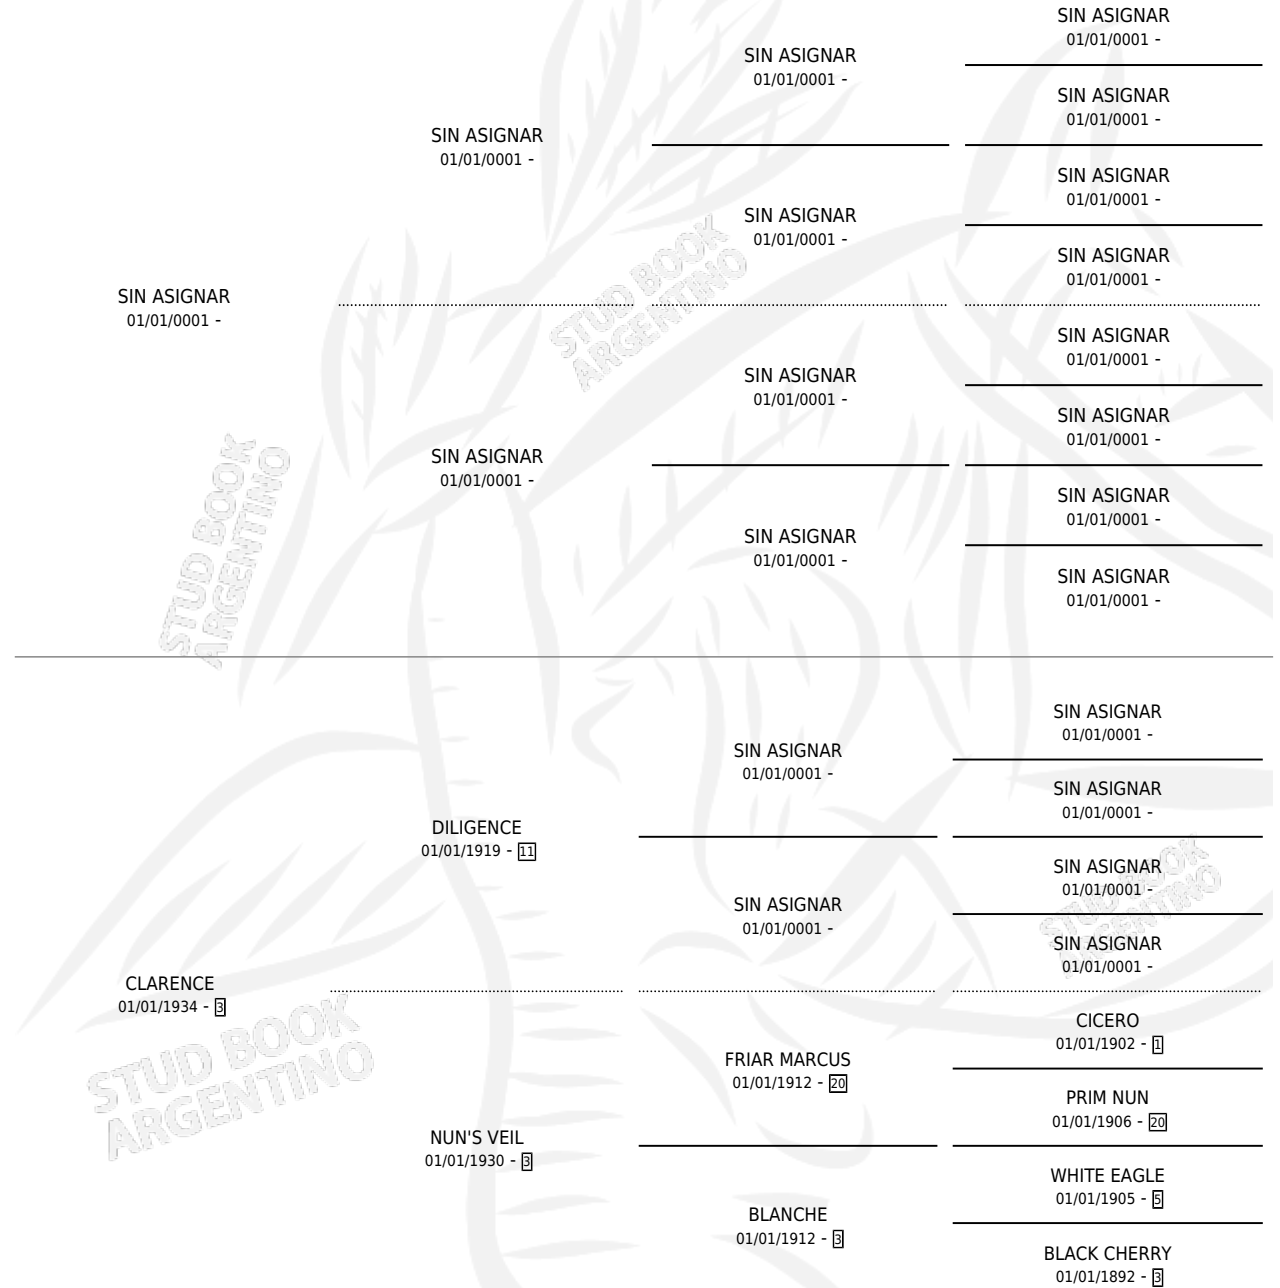 SIN ASIGNAR
01/01/0001 -
SIN ASIGNAR
01/01/0001 -
SIN ASIGNAR
01/01/0001 -
SIN ASIGNAR
01/01/0001 -
SIN ASIGNAR
01/01/0001 -
SIN ASIGNAR
01/01/0001 -
SIN ASIGNAR
01/01/0001 -
STUD BOOK
ARGENTINO
SIN ASIGNAR
01/01/0001 -
SIN ASIGNAR
01/01/0001 -
SIN ASIGNAR
01/01/0001 -
SIN ASIGNAR
01/01/0001 -
SIN ASIGNAR
01/01/0001 -
SIN ASIGNAR
01/01/0001 -
STUD BOOK
ARGENTINO
SIN ASIGNAR
01/01/0001 -
SIN ASIGNAR
01/01/0001 -
SIN ASIGNAR
01/01/0001 -
SIN ASIGNAR
01/01/0001 -
SIN ASIGNAR
01/01/0001 -
SIN ASIGNAR
01/01/0001 -
DILIGENCE
01/01/1919 - 11
SIN ASIGNAR
01/01/0001 -
STUD BOOK
ARGENTINO
SIN ASIGNAR
01/01/0001 -
SIN ASIGNAR
01/01/0001 -
CLARENCE
01/01/1934 - 3
STUD BOOK
ARGENTINO
CICERO
01/01/1902 - 1
FRIAR MARCUS
01/01/1912 - 20
PRIM NUN
01/01/1906 - 20
NUN'S VEIL
01/01/1930 - 3
WHITE EAGLE
01/01/1905 - 5
BLANCHE
01/01/1912 - 3
BLACK CHERRY
01/01/1892 - 3